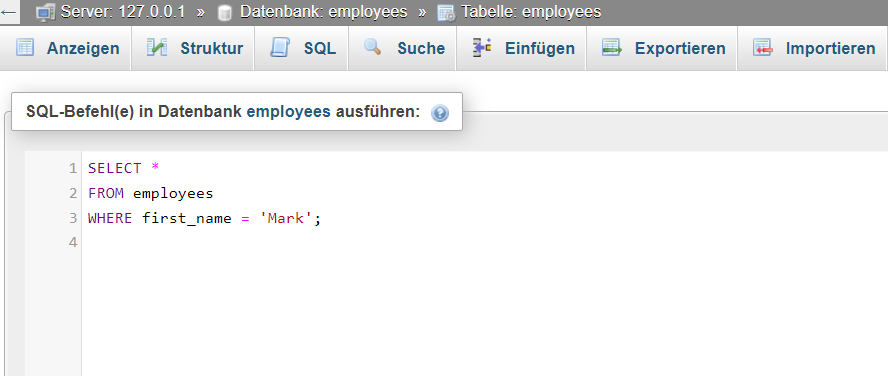 ← Server: 127.0.0.1 » Datenbank: employees » Tabelle: employees
Anzeigen Struktur SQL Suche Einfügen Exportieren Importieren
SQL-Befehl(e) in Datenbank employees ausführen:
1 SELECT *
2 FROM employees
3 WHERE first_name = 'Mark';
4